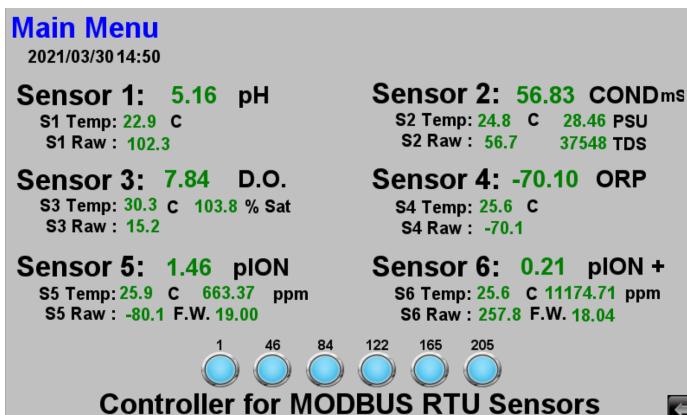 Main Menu
2021/03/30 14:50
Sensor 1: 5.16 pH
S1 Temp: 22.9 C
S1 Raw : 102.3
Sensor 2: 56.83 COND mS
S2 Temp: 24.8 C 28.46 PSU
S2 Raw : 56.7 37548 TDS
Sensor 3: 7.84 D.O.
S3 Temp: 30.3 C 103.8 % Sat
S3 Raw : 15.2
Sensor 4: -70.10 ORP
S4 Temp: 25.6 C
S4 Raw : -70.1
Sensor 5: 1.46 pION
S5 Temp: 25.9 C 663.37 ppm
S5 Raw : -80.1 F.W. 19.00
Sensor 6: 0.21 pION +
S6 Temp: 25.6 C 11174.71 ppm
S6 Raw : 257.8 F.W. 18.04
1 46 84 122 165 205
Controller for MODBUS RTU Sensors